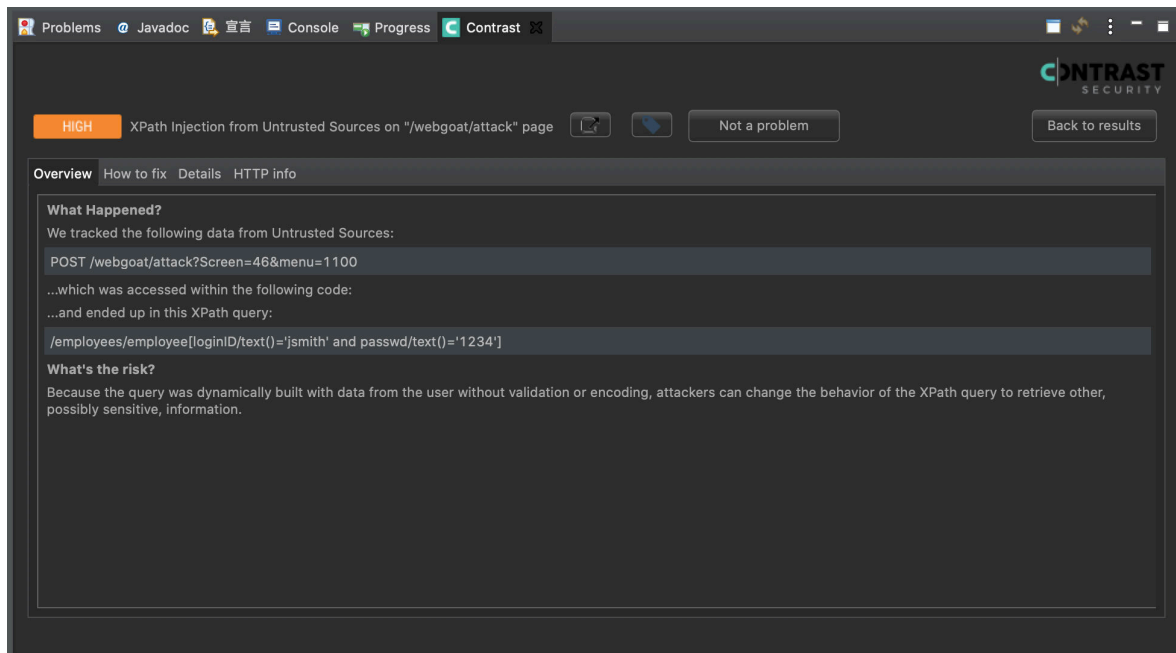 Problems @ Javadoc 宣言 Console Progress Contrast
CONTRAST
SECURITY
HIGH XPath Injection from Untrusted Sources on "/webgoat/attack" page Not a problem Back to results
Overview How to fix Details HTTP info
What Happened?
We tracked the following data from Untrusted Sources:
POST /webgoat/attack?Screen=46&menu=1100
...which was accessed within the following code:
...and ended up in this XPath query:
/employees/employee[loginID/text()='jsmith' and passwd/text()='1234']
What's the risk?
Because the query was dynamically built with data from the user without validation or encoding, attackers can change the behavior of the XPath query to retrieve other,
possibly sensitive, information.